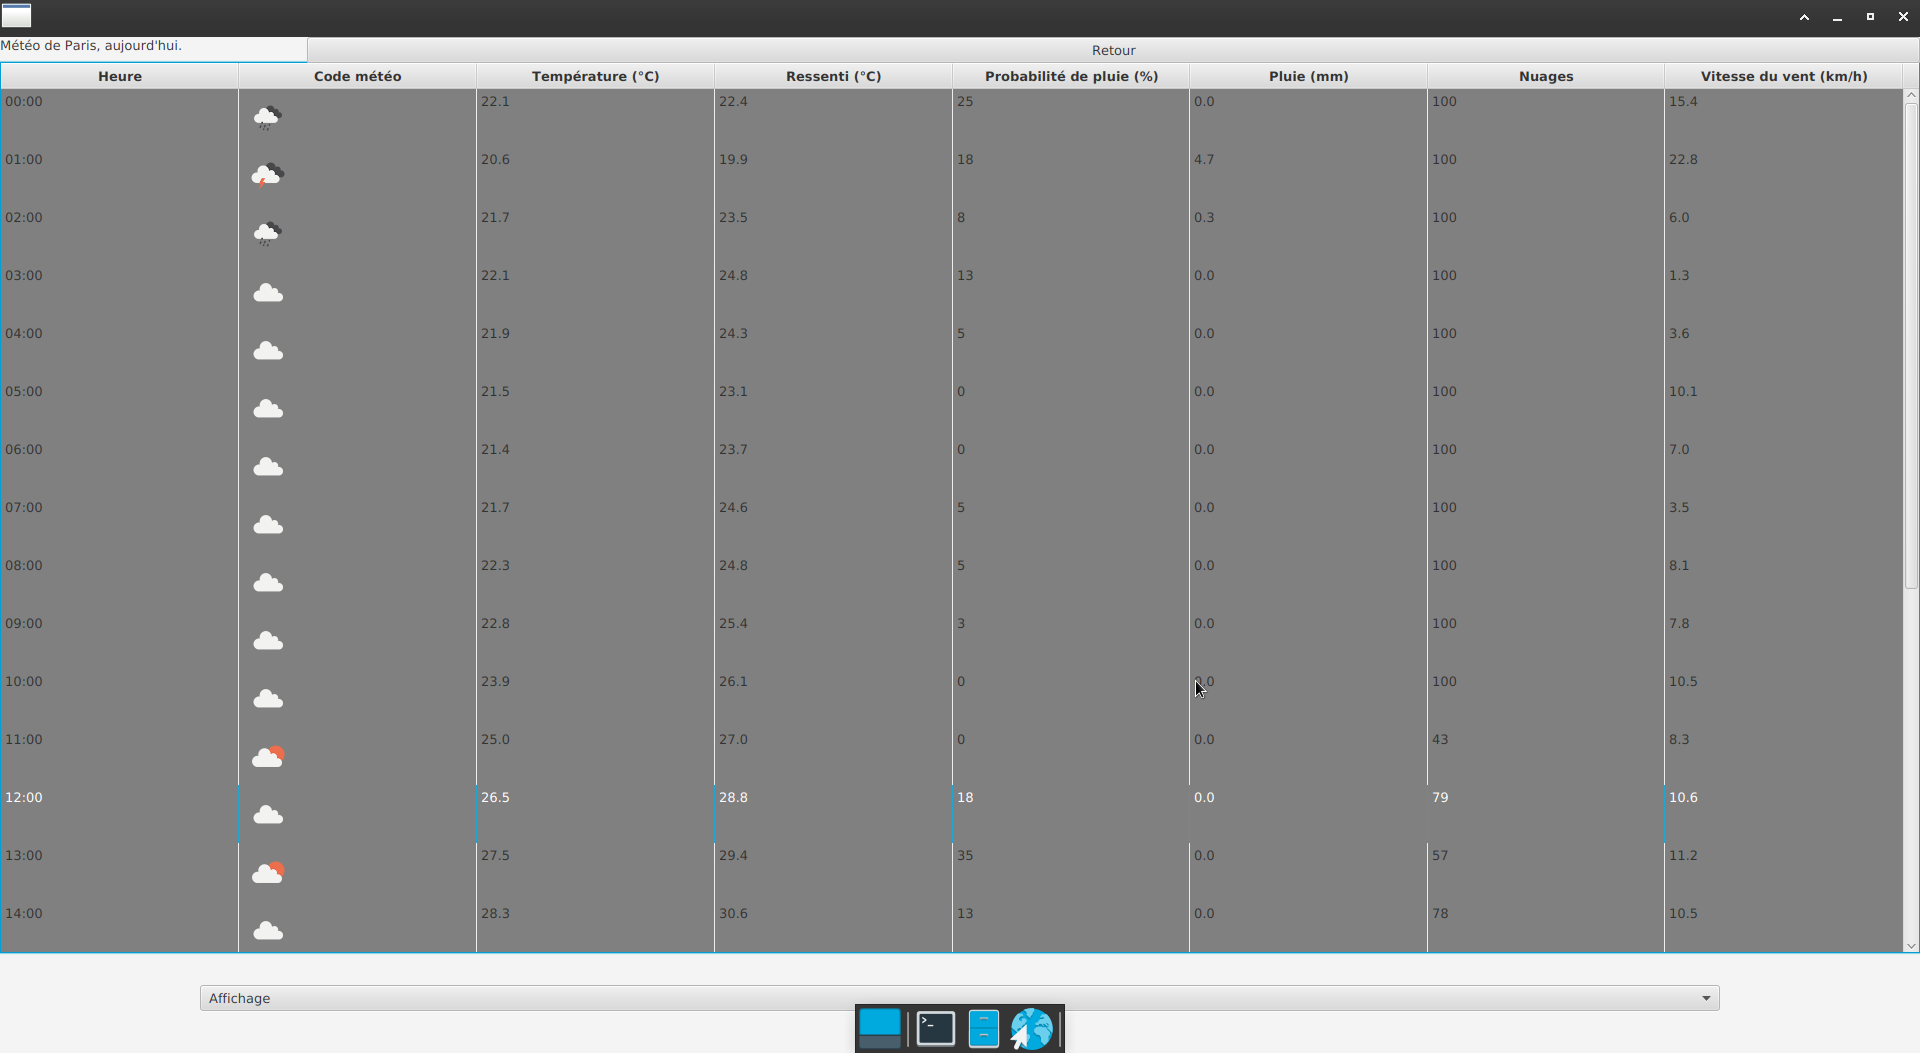 Météo de Paris, aujourd'hui.
Retour
Heure Code météo Température (°C) Ressenti (°C) Probabilité de pluie (%) Pluie (mm) Nuages Vitesse du vent (km/h)
00:00 22.1 22.4 25 0.0 100 15.4
01:00 20.6 19.9 18 4.7 100 22.8
02:00 21.7 23.5 8 0.3 100 6.0
03:00 22.1 24.8 13 0.0 100 1.3
04:00 21.9 24.3 5 0.0 100 3.6
05:00 21.5 23.1 0 0.0 100 10.1
06:00 21.4 23.7 0 0.0 100 7.0
07:00 21.7 24.6 5 0.0 100 3.5
08:00 22.3 24.8 5 0.0 100 8.1
09:00 22.8 25.4 3 0.0 100 7.8
10:00 23.9 26.1 0 0.0 100 10.5
11:00 25.0 27.0 0 0.0 43 8.3
12:00 26.5 28.8 18 0.0 79 10.6
13:00 27.5 29.4 35 0.0 57 11.2
14:00 28.3 30.6 13 0.0 78 10.5
Affichage